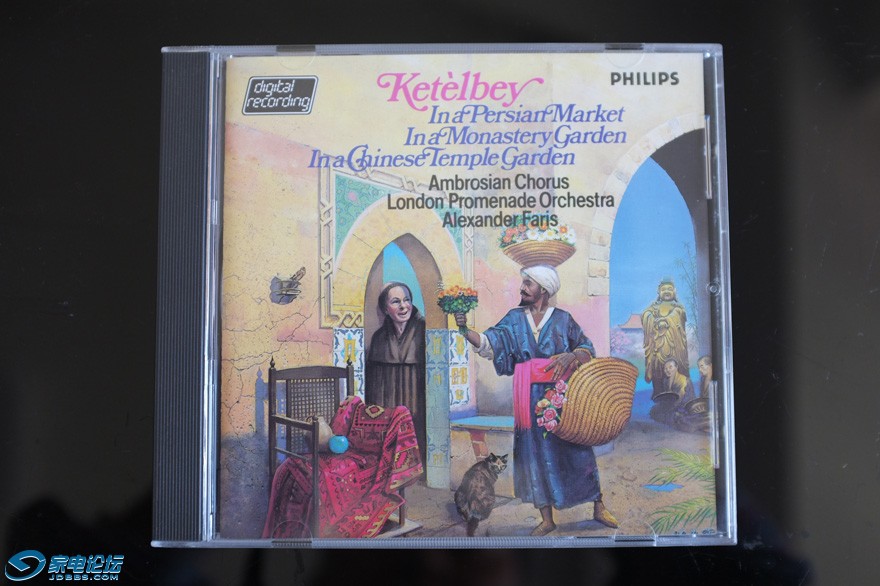 digital
recording
Ketèlbey
PHILIPS
In a Persian Market
In a Monastery Garden
In a Chinese Temple Garden
Ambrosian Chorus
London Promenade Orchestra
Alexander Faris
家电论坛
JDBBS.COM